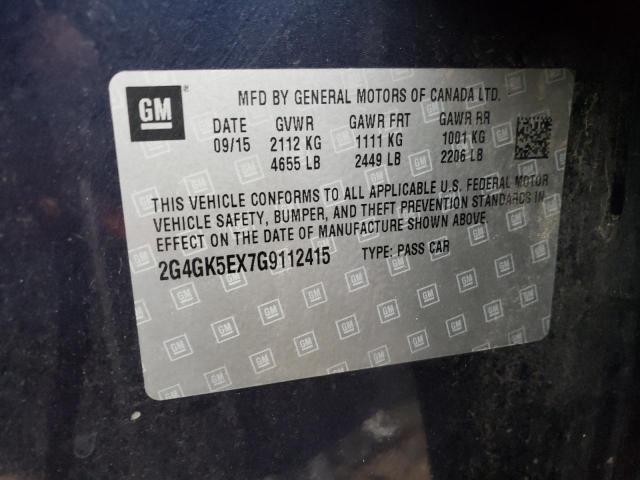 GM
MFD BY GENERAL MOTORS OF CANADA LTD.
DATE GVWR GAWR FRT GAWR RR
09/15 2112 KG 1111 KG 1001 KG
4655 LB 2449 LB 2206 LB
THIS VEHICLE CONFORMS TO ALL APPLICABLE U.S. FEDERAL MOTOR
VEHICLE SAFETY, BUMPER, AND THEFT PREVENTION STANDARDS IN
EFFECT ON THE DATE OF MANUFACTURE SHOWN ABOVE.
2G4GK5EX7G9112415 TYPE: PASS CAR